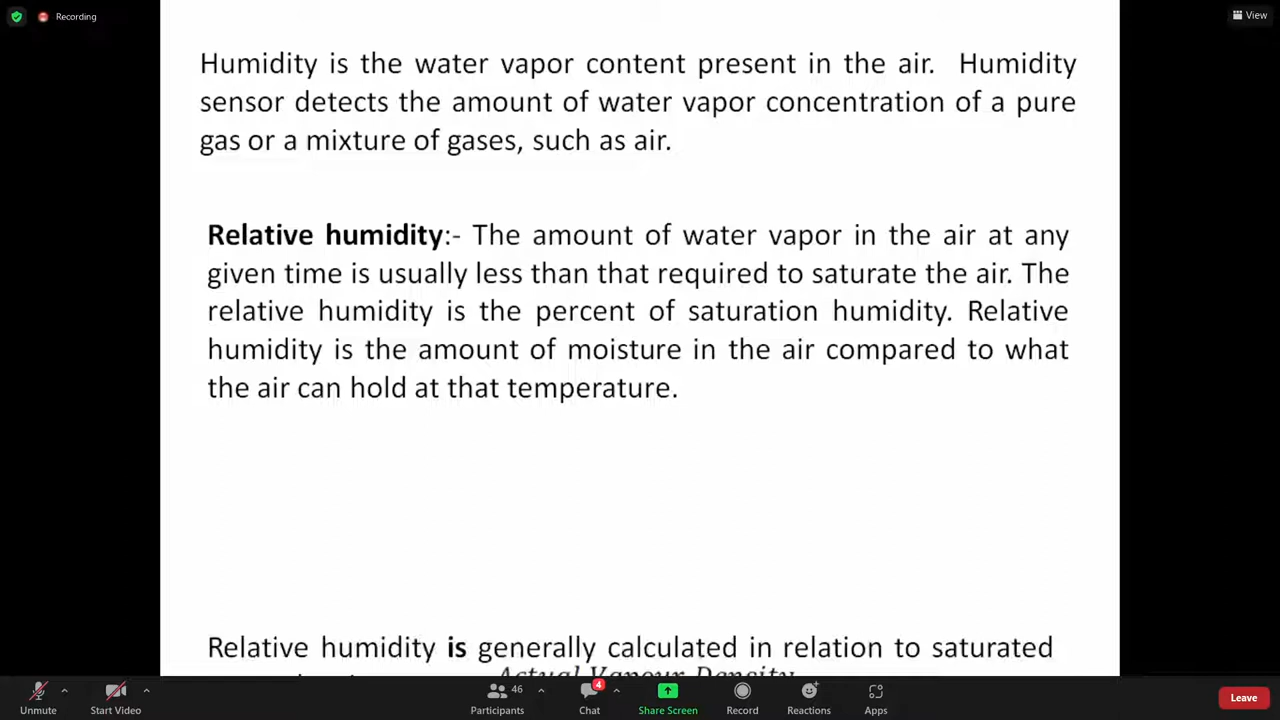 Recording
View
Humidity is the water vapor content present in the air. Humidity
sensor detects the amount of water vapor concentration of a pure
gas or a mixture of gases, such as air.
Relative humidity:- The amount of water vapor in the air at any
given time is usually less than that required to saturate the air. The
relative humidity is the percent of saturation humidity. Relative
humidity is the amount of moisture in the air compared to what
the air can hold at that temperature.
Relative humidity is generally calculated in relation to saturated
Actual Vapour Density
46
4
Unmute
Start Video
Participants
Chat
Share Screen
Record
Reactions
Apps
Leave